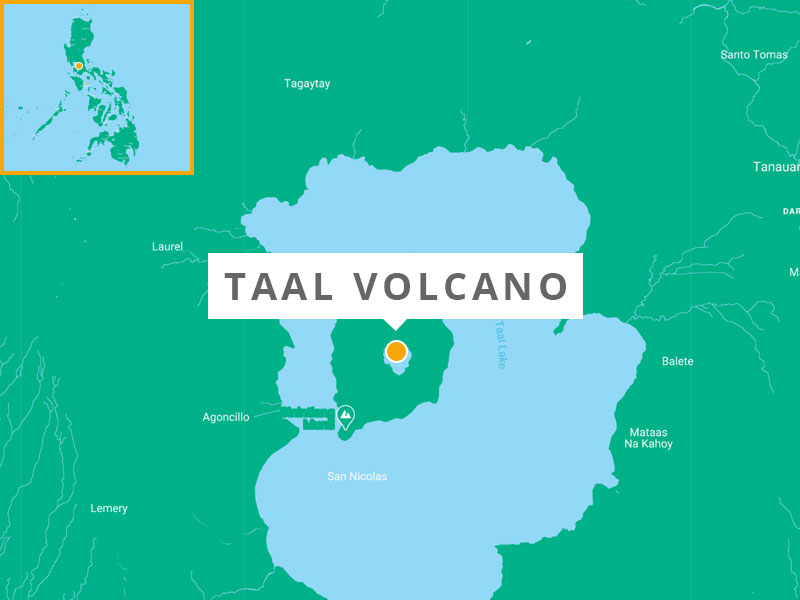 Santo Tomas
Tagaytay
Tanauan
DAR
Laurel
TAAL VOLCANO
M
Taal Lake
Balete
Agoncillo
Mataas
Na Kahoy
San Nicolas
Lemery